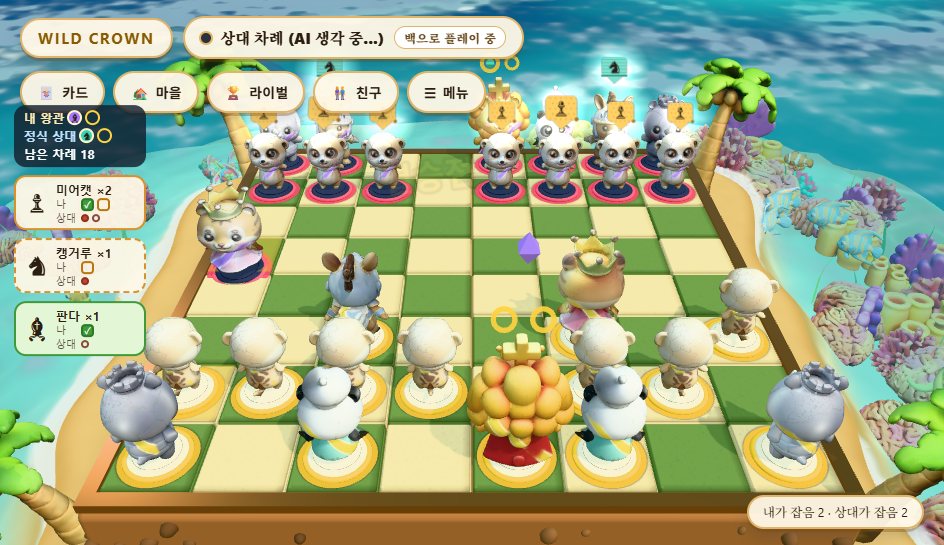 WILD CROWN
상대 차례 (AI 생각 중...)
백으로 플레이 중
카드
마을
라이벌
친구
메뉴
내 왕관
정식 상대
남은 차례 18
미어캣 ×2
나
상대
캥거루 ×1
나
상대
판다 ×1
나
상대
내가 잡음 2 · 상대가 잡음 2